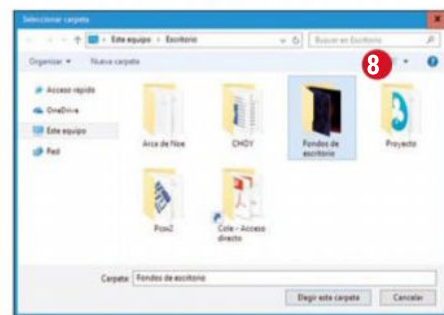 Seleccionar carpeta
Este equipo › Escritorio
Buscar en Escritorio
Organizar
Nueva carpeta
8
Acceso rápido
OneDrive
Este equipo
Red
Arca de Noe
CHOY
Fondos de
escritorio
Proyecto
Pcox2
Cole - Acceso
directo
Carpeta: Fondos de escritorio
Elegir esta carpeta
Cancelar